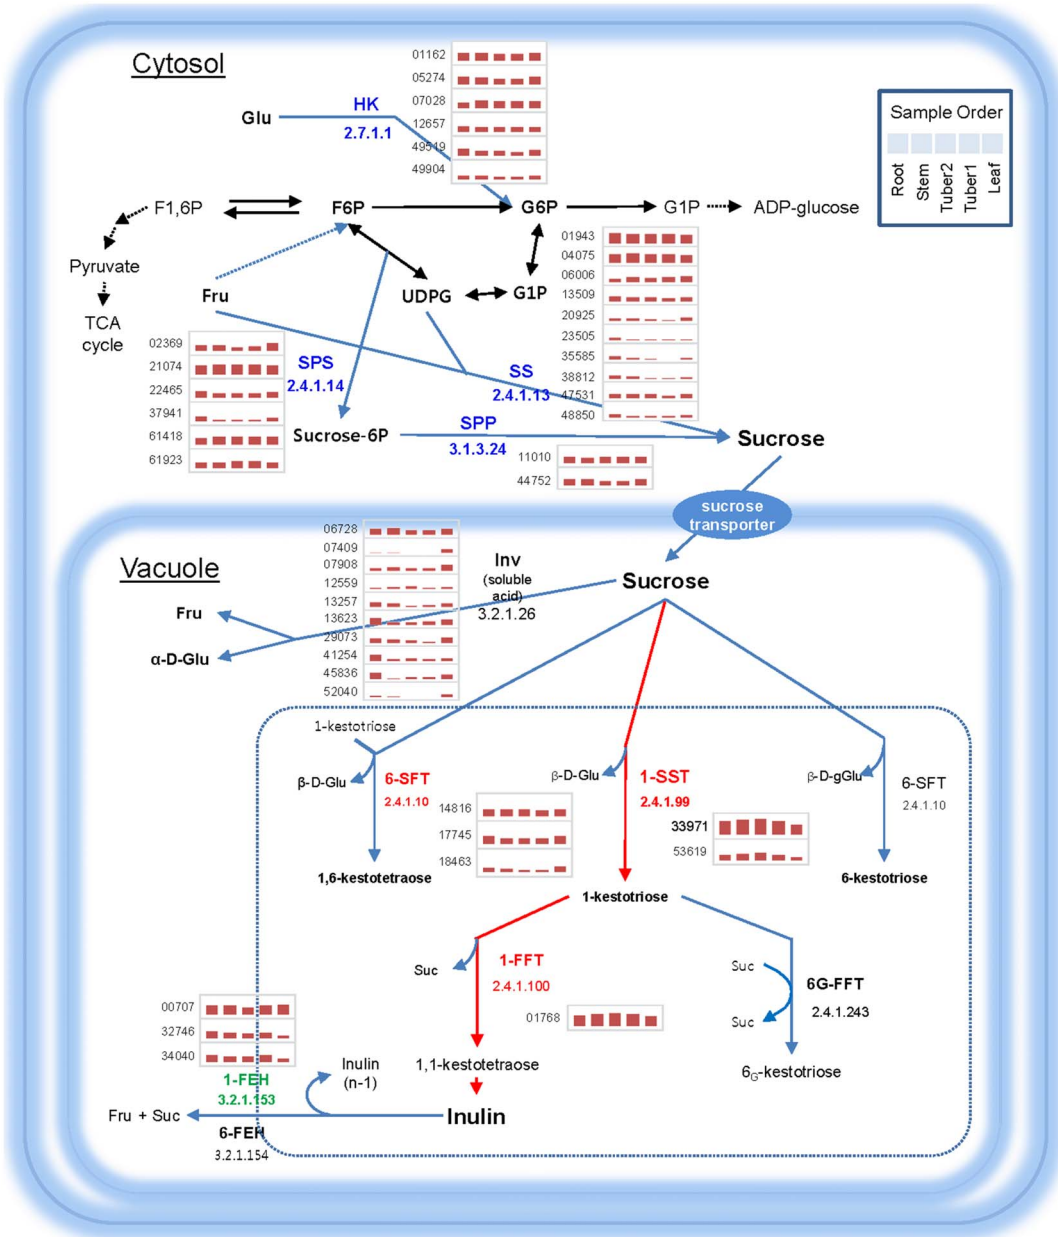 Cytosol
01162
05274
07028
12657
49519
49904
HK
2.7.1.1
Glu
Sample Order
Root
Stem
Tuber2
Tuber1
Leaf
F1,6P
F6P
G6P
G1P
ADP-glucose
Pyruvate
TCA
cycle
Fru
UDPG
G1P
01943
04075
06006
13509
20925
23505
35585
38812
47531
48850
02369
21074
22465
37941
61418
61923
SPS
2.4.1.14
SS
2.4.1.13
Sucrose-6P
SPP
3.1.3.24
Sucrose
11010
44752
sucrose
transporter
Vacuole
06728
07409
07908
12559
13257
13623
29073
41254
45836
52040
Inv
(soluble
acid)
3.2.1.26
Sucrose
Fru
α-D-Glu
1-kestotriose
β-D-Glu
6-SFT
2.4.1.10
14816
17745
18463
1,6-kestotetraose
β-D-Glu
1-SST
2.4.1.99
33971
53619
β-D-gGlu
6-SFT
2.4.1.10
6-kestotriose
1-kestotriose
Suc
1-FFT
2.4.1.100
01768
Suc
Suc
6G-FFT
2.4.1.243
6G-kestotriose
1,1-kestotetraose
Inulin
Inulin
(n-1)
00707
32746
34040
1-FEH
3.2.1.153
Fru + Suc
6-FEH
3.2.1.154